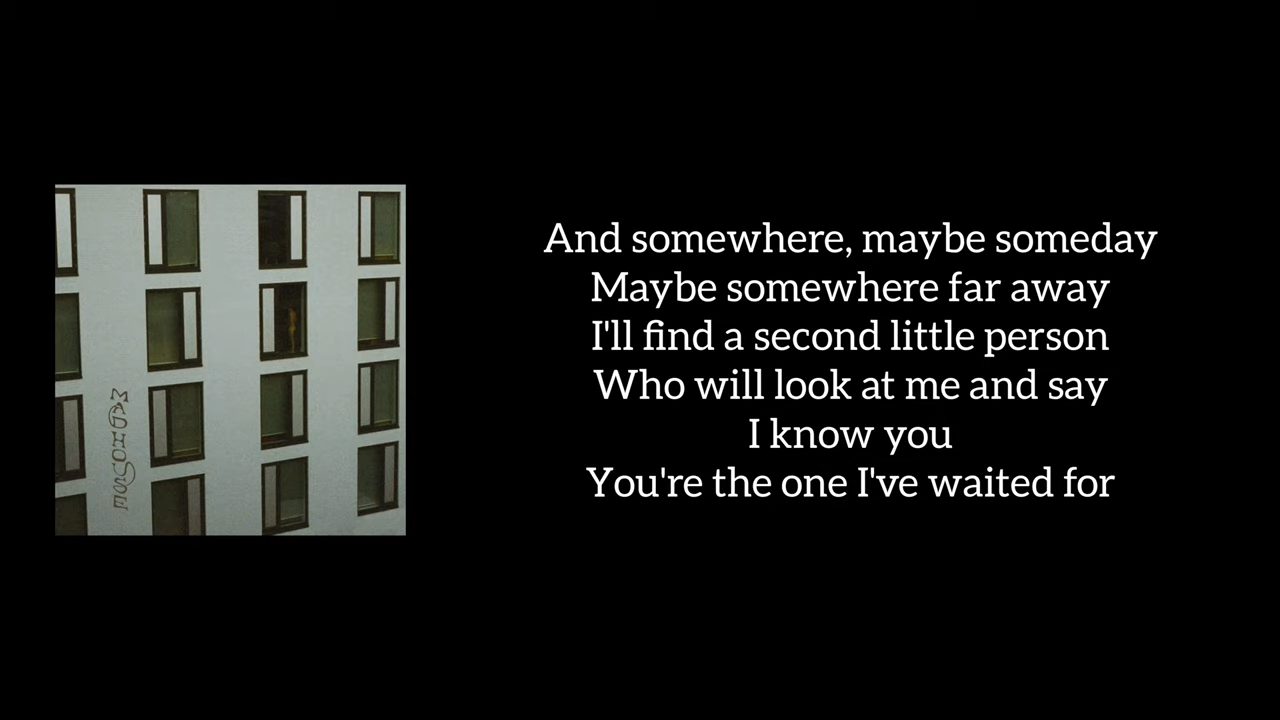 MADHOUSE
And somewhere, maybe someday
Maybe somewhere far away
I'll find a second little person
Who will look at me and say
I know you
You're the one I've waited for